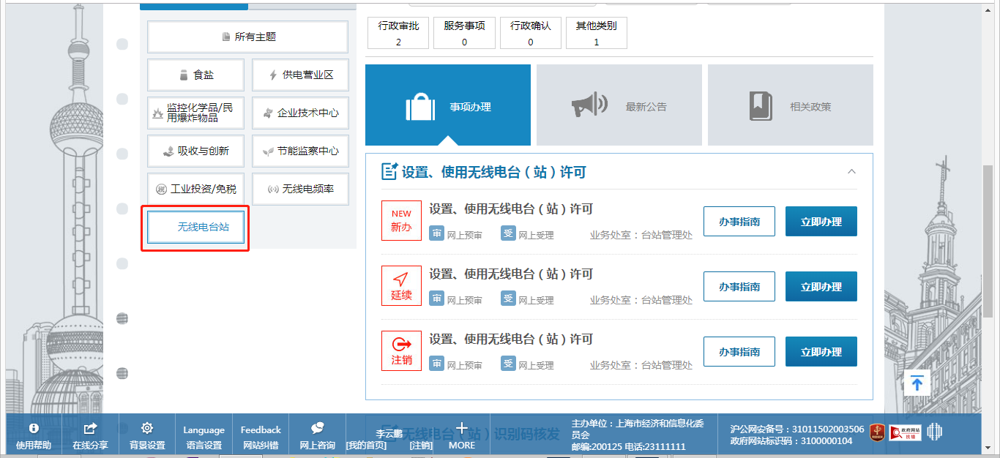 所有主题
食盐
供电营业区
监控化学品/民
用爆炸物品
企业技术中心
吸收与创新
节能监察中心
税
工业投资/免税
无线电频率
无线电台站
行政审批
2
服务事项
0
行政确认
0
其他类别
1
事项办理
最新公告
相关政策
设置、使用无线电台（站）许可
NEW
新办
设置、使用无线电台（站）许可
审 网上预审
受 网上受理
业务处室：台站管理处
办事指南
立即办理
延续
设置、使用无线电台（站）许可
审 网上预审
受 网上受理
业务处室：台站管理处
办事指南
立即办理
注销
设置、使用无线电台（站）许可
审 网上预审
受 网上受理
业务处室：台站管理处
办事指南
立即办理
无线电台（站）识别码核发
使用帮助
在线分享
背景设置
Language
语言设置
Feedback
网站纠错
网上咨询
李云鹏
[我的首页]
[注销]
MORE
主办单位：上海市经济和信息化委
员会
邮编:200125 电话:23111111
沪公网安备号：31011502003506
政府网站标识码：3100000104
政府网站
找错